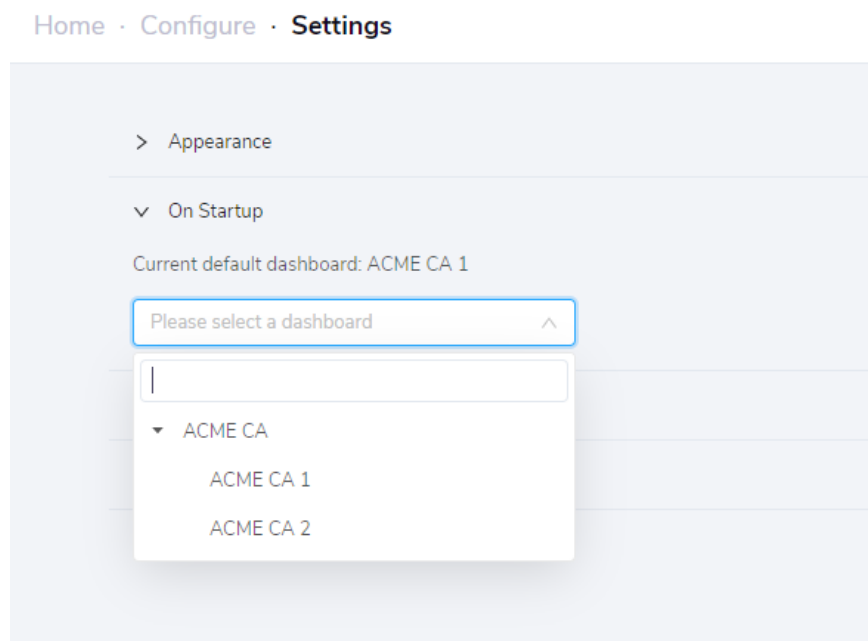 Home · Configure · Settings
Appearance
On Startup
Current default dashboard: ACME CA 1
Please select a dashboard
ACME CA
ACME CA 1
ACME CA 2